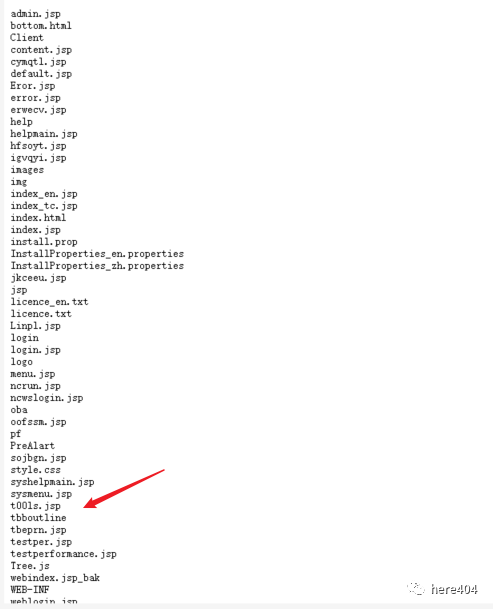 admin.jsp
bottom.html
Client
content.jsp
cymqtl.jsp
default.jsp
Eror.jsp
error.jsp
erwecv.jsp
help
helpmain.jsp
hfsoyt.jsp
igvqyi.jsp
images
img
index_en.jsp
index_tc.jsp
index.html
index.jsp
install.prop
InstallProperties_en.properties
InstallProperties_zh.properties
jkceeu.jsp
jsp
licence_en.txt
licence.txt
Linpl.jsp
login
login.jsp
logo
menu.jsp
ncrun.jsp
ncwslogin.jsp
oba
oofssm.jsp
pf
PreAlart
sojbgn.jsp
style.css
syshelpmain.jsp
sysmenu.jsp
t00ls.jsp
tbboutline
tbeprn.jsp
testper.jsp
testperformance.jsp
Tree.js
webindex.jsp_bak
WEB-INF
weblogin.jsp
here404